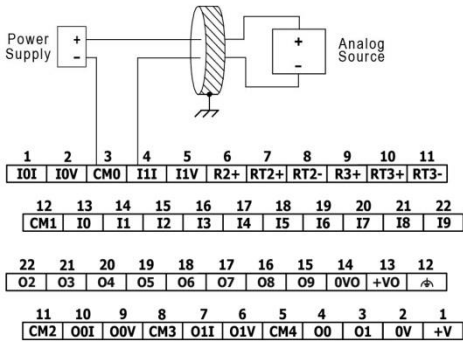 Power
Supply
+
−
+
−
Analog
Source
1 2 3 4 5 6 7 8 9 10 11
I0I I0V CM0 I1I I1V R2+ RT2+ RT2- R3+ RT3+ RT3-
12 13 14 15 16 17 18 19 20 21 22
CM1 I0 I1 I2 I3 I4 I5 I6 I7 I8 I9
22 21 20 19 18 17 16 15 14 13 12
O2 O3 O4 O5 O6 O7 O8 O9 0VO +VO
11 10 9 8 7 6 5 4 3 2 1
CM2 O0I O0V CM3 O1I O1V CM4 O0 O1 0V +V